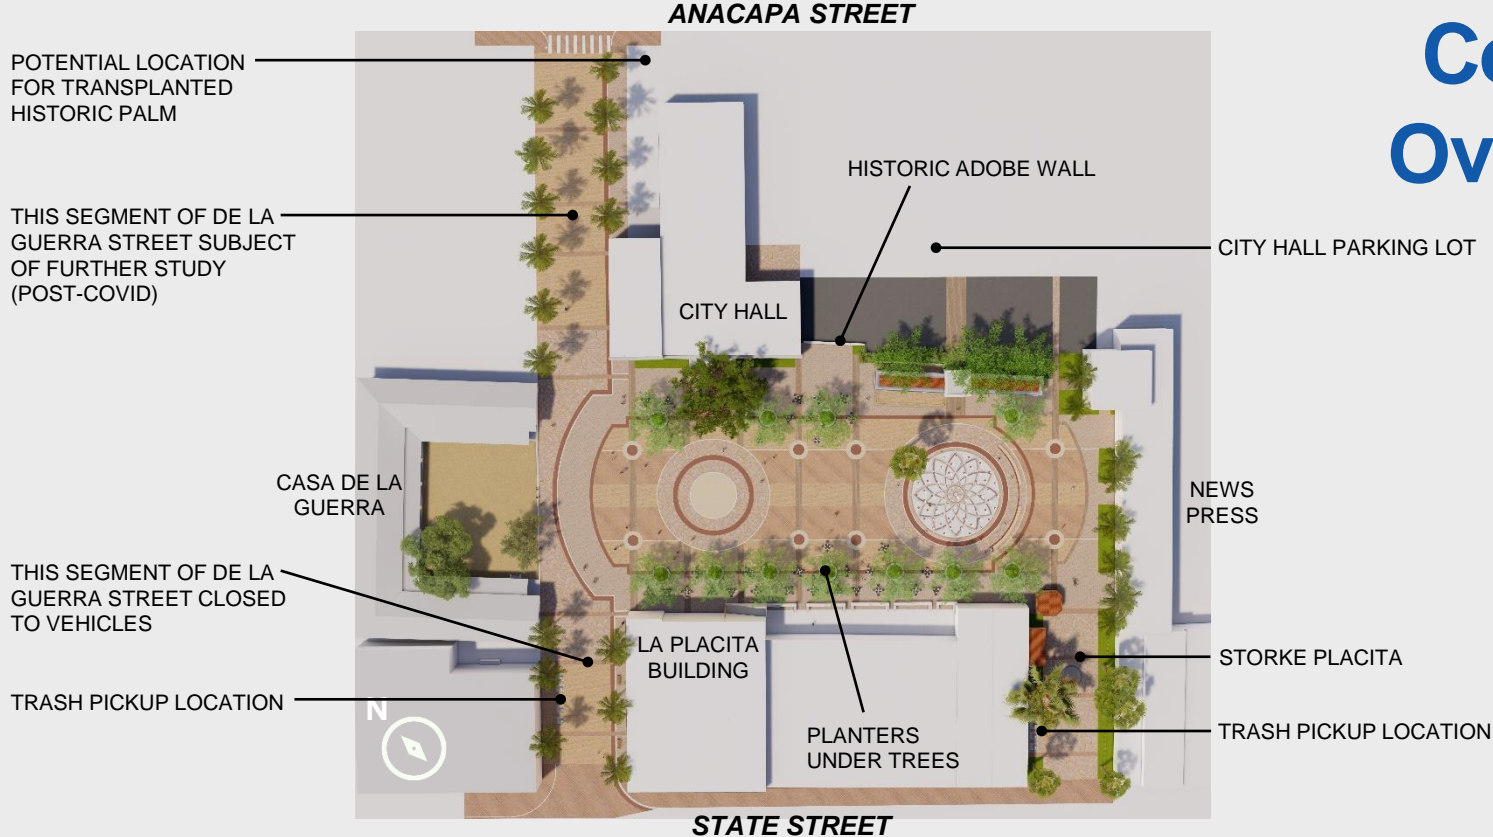 ANACAPA STREET
POTENTIAL LOCATION
FOR TRANSPLANTED
HISTORIC PALM
THIS SEGMENT OF DE LA
GUERRA STREET SUBJECT
OF FURTHER STUDY
(POST-COVID)
HISTORIC ADOBE WALL
CITY HALL PARKING LOT
CITY HALL
CASA DE LA
GUERRA
NEWS
PRESS
THIS SEGMENT OF DE LA
GUERRA STREET CLOSED
TO VEHICLES
LA PLACITA
BUILDING
STORKE PLACITA
TRASH PICKUP LOCATION
N
PLANTERS
UNDER TREES
TRASH PICKUP LOCATION
STATE STREET